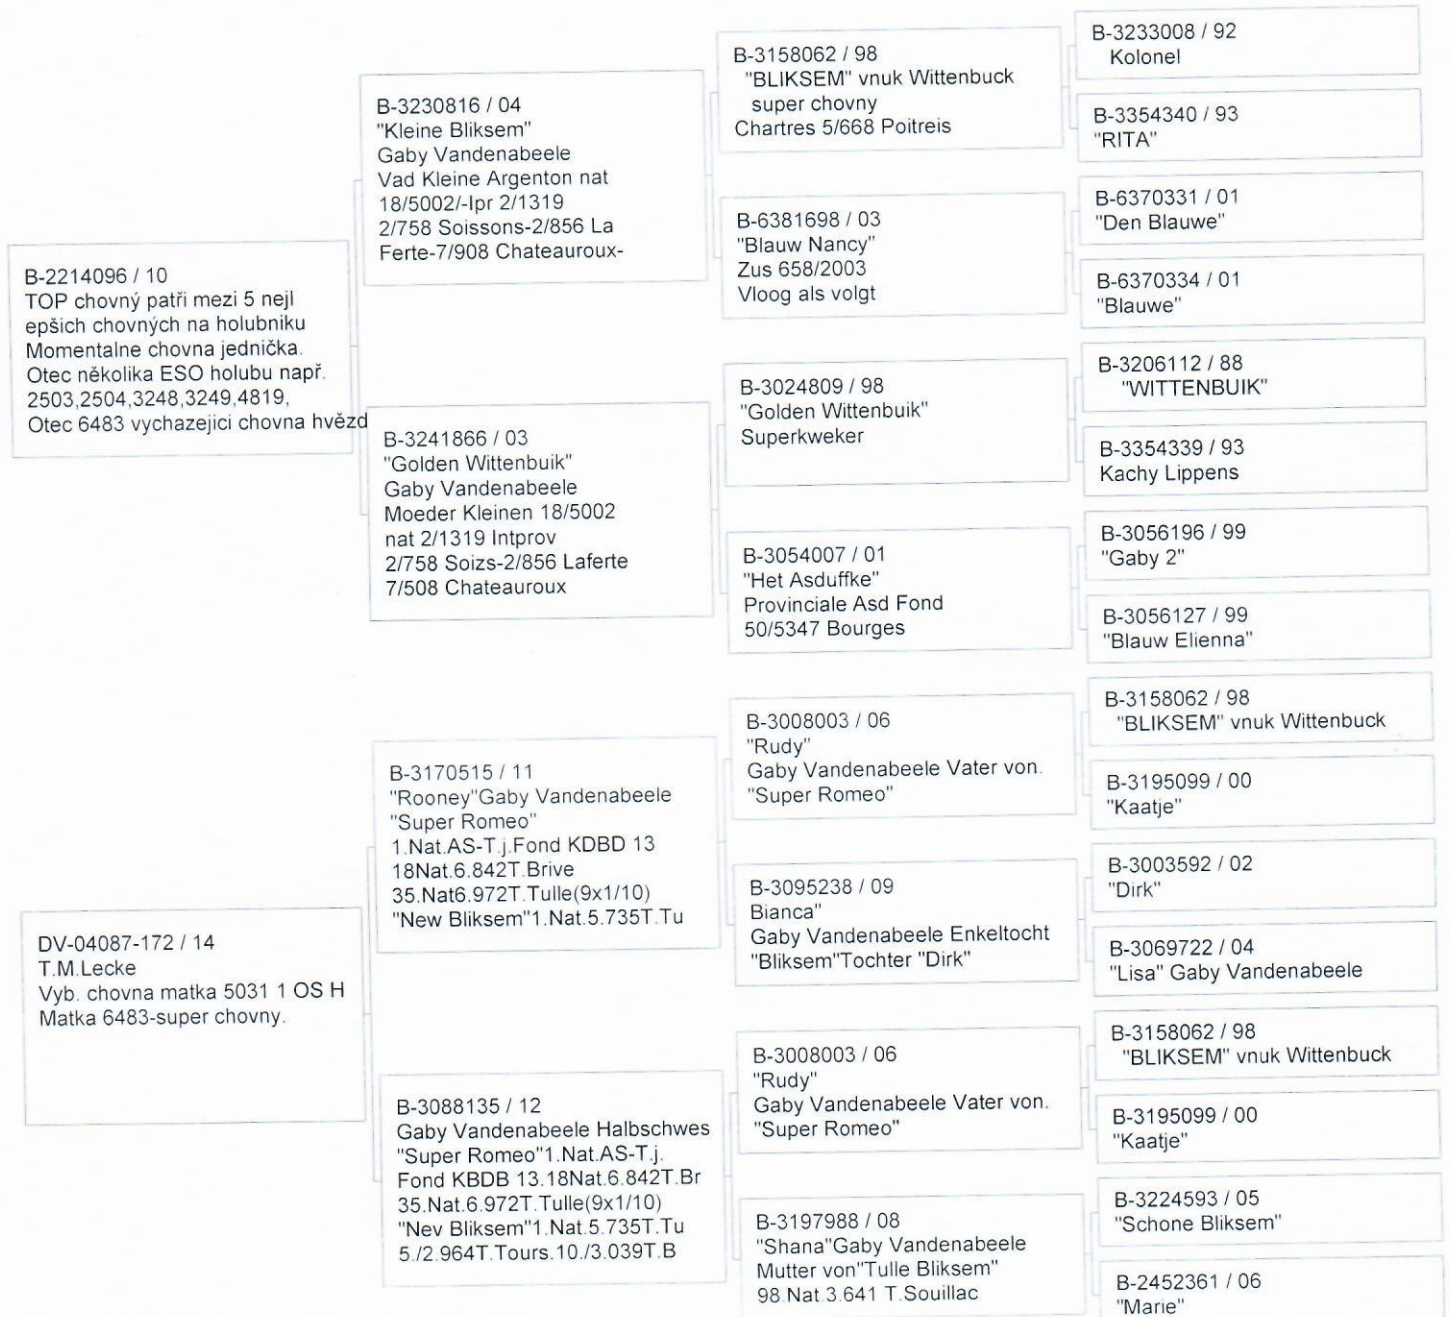 B-2214096 / 10
TOP chovný patři mezi 5 nejl
epšich chovných na holubniku
Momentalne chovna jednička.
Otec několika ESO holubu např.
2503,2504,3248,3249,4819,
Otec 6483 vychazejici chovna hvězd
B-3230816 / 04
"Kleine Bliksem"
Gaby Vandenabeele
Vad Kleine Argenton nat
18/5002/-Ipr 2/1319
2/758 Soissons-2/856 La
Ferte-7/908 Chateauroux-
B-3241866 / 03
"Golden Wittenbuik"
Gaby Vandenabeele
Moeder Kleinen 18/5002
nat 2/1319 Intprov
2/758 Soizs-2/856 Laferte
7/508 Chateauroux
B-3158062 / 98
"BLIKSEM" vnuk Wittenbuck
super chovny
Chartres 5/668 Poitreis
B-6381698 / 03
"Blauw Nancy"
Zus 658/2003
Vloog als volgt
B-3024809 / 98
"Golden Wittenbuik"
Superkweker
B-3054007 / 01
"Het Asduffke"
Provinciale Asd Fond
50/5347 Bourges
B-3233008 / 92
Kolonel
B-3354340 / 93
"RITA"
B-6370331 / 01
"Den Blauwe"
B-6370334 / 01
"Blauwe"
B-3206112 / 88
"WITTENBUIK"
B-3354339 / 93
Kachy Lippens
B-3056196 / 99
"Gaby 2"
B-3056127 / 99
"Blauw Elienna"
DV-04087-172 / 14
T.M.Lecke
Vyb. chovna matka 5031 1 OS H
Matka 6483-super chovny.
B-3170515 / 11
"Rooney"Gaby Vandenabeele
"Super Romeo"
1.Nat.AS-T.j.Fond KDBD 13
18Nat.6.842T.Brive
35.Nat6.972T.Tulle(9x1/10)
"New Bliksem"1.Nat.5.735T.Tu
B-3088135 / 12
Gaby Vandenabeele Halbschwes
"Super Romeo"1.Nat.AS-T.j.
Fond KBDB 13.18Nat.6.842T.Br
35.Nat.6.972T.Tulle(9x1/10)
"Nev Bliksem"1.Nat.5.735T.Tu
5./2.964T.Tours.10./3.039T.B
B-3008003 / 06
"Rudy"
Gaby Vandenabeele Vater von.
"Super Romeo"
B-3095238 / 09
Bianca"
Gaby Vandenabeele Enkeltocht
"Bliksem"Tochter "Dirk"
B-3008003 / 06
"Rudy"
Gaby Vandenabeele Vater von.
"Super Romeo"
B-3197988 / 08
"Shana"Gaby Vandenabeele
Mutter von"Tulle Bliksem"
98.Nat.3.641 T.Souillac
B-3158062 / 98
"BLIKSEM" vnuk Wittenbuck
B-3195099 / 00
"Kaatje"
B-3003592 / 02
"Dirk"
B-3069722 / 04
"Lisa" Gaby Vandenabeele
B-3158062 / 98
"BLIKSEM" vnuk Wittenbuck
B-3195099 / 00
"Kaatje"
B-3224593 / 05
"Schone Bliksem"
B-2452361 / 06
"Marie"